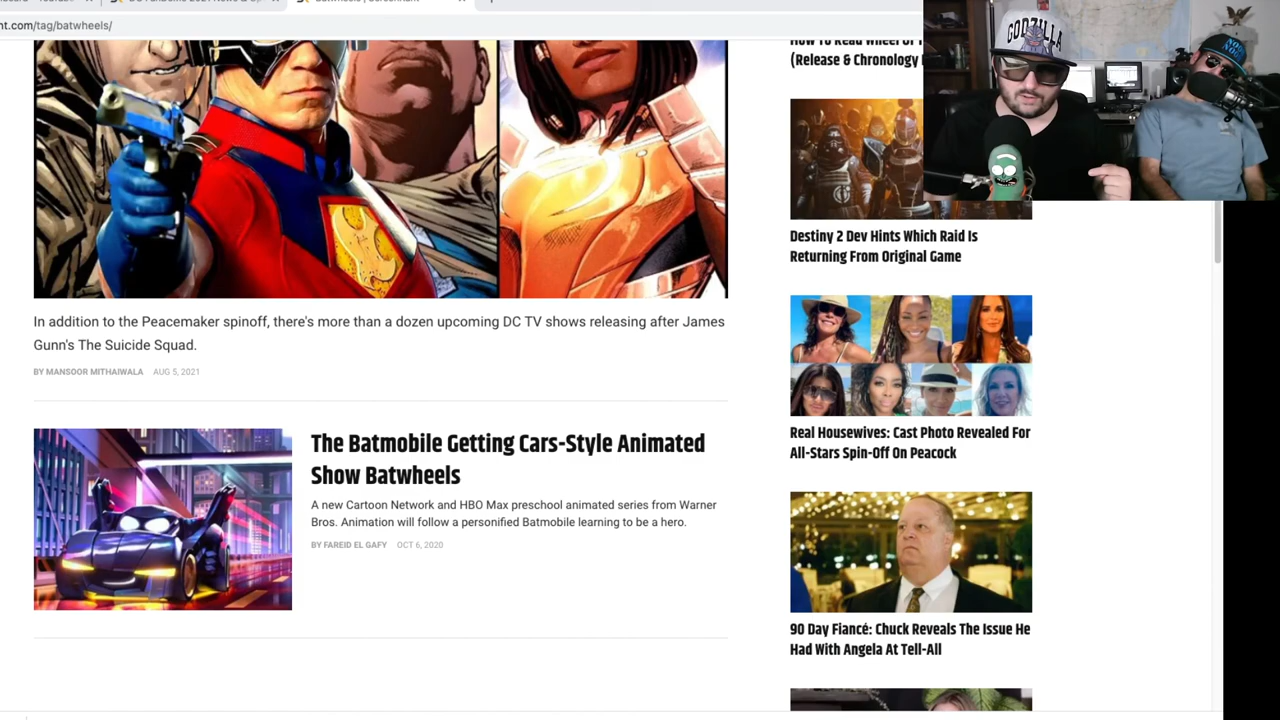 Batwheels | ScreenRant
nt.com/tag/batwheels/
In addition to the Peacemaker spinoff, there's more than a dozen upcoming DC TV shows releasing after James
Gunn's The Suicide Squad.
BY MANSOOR MITHAIWALA AUG 5, 2021
The Batmobile Getting Cars-Style Animated
Show Batwheels
A new Cartoon Network and HBO Max preschool animated series from Warner
Bros. Animation will follow a personified Batmobile learning to be a hero.
BY FAREID EL GAFY OCT 6, 2020
How To Read Wheel Of
(Release & Chronology
Destiny 2 Dev Hints Which Raid Is
Returning From Original Game
Real Housewives: Cast Photo Revealed For
All-Stars Spin-Off On Peacock
90 Day Fiancé: Chuck Reveals The Issue He
Had With Angela At Tell-All
GODZILLA